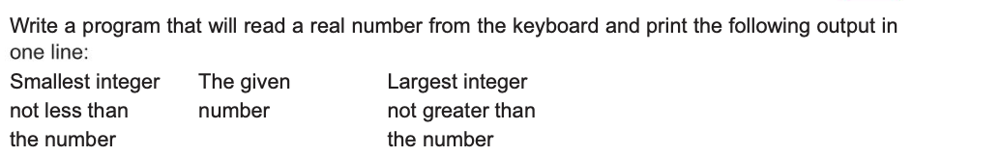 Write a program that will read a real number from the keyboard and print the following output in
one line:
Smallest integer The given Largest integer
not less than number not greater than
the number the number